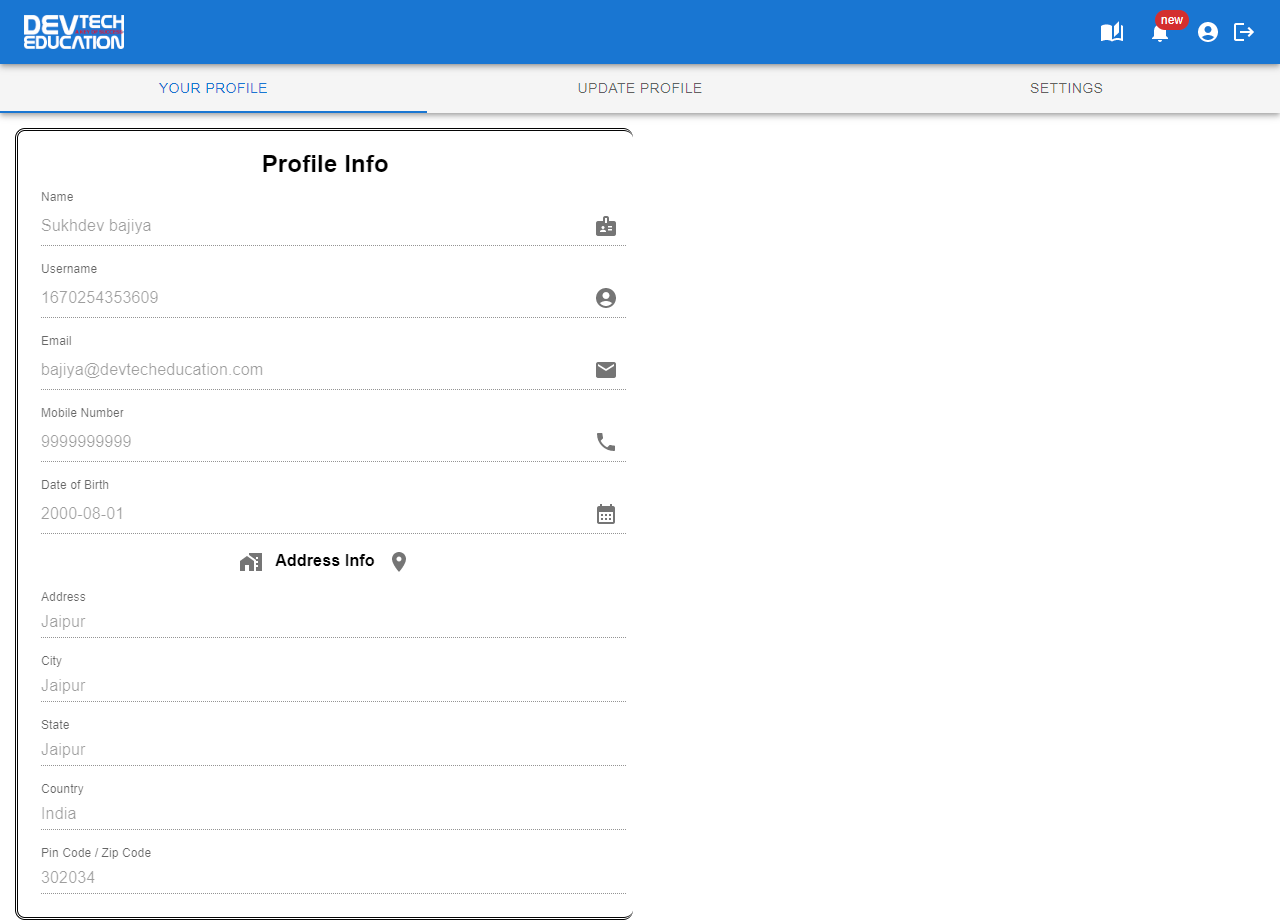 DEVTECH
EDUCATION
new
YOUR PROFILE
UPDATE PROFILE
SETTINGS
Profile Info
Name
Sukhdev bajiya
Username
1670254353609
Email
bajiya@devtecheducation.com
Mobile Number
9999999999
Date of Birth
2000-08-01
Address Info
Address
Jaipur
City
Jaipur
State
Jaipur
Country
India
Pin Code / Zip Code
302034